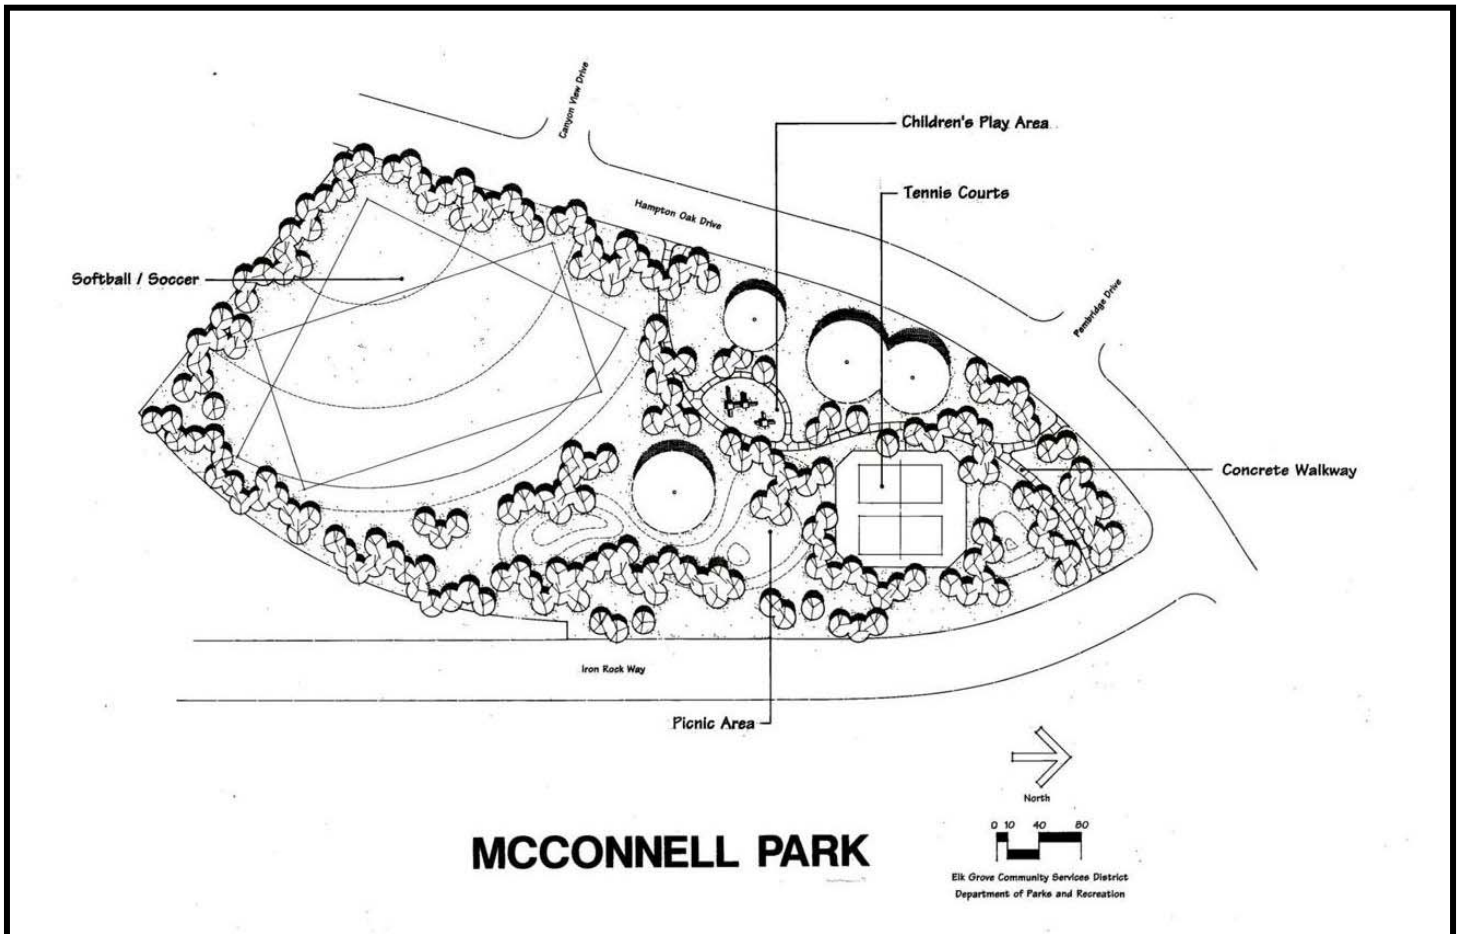 Canyon View Drive
Children's Play Area
Tennis Courts
Hampton Oak Drive
Softball / Soccer
Pembridge Drive
Concrete Walkway
Iron Rock Way
Picnic Area
North
0 10 40 80
MCCONNELL PARK
Elk Grove Community Services District
Department of Parks and Recreation